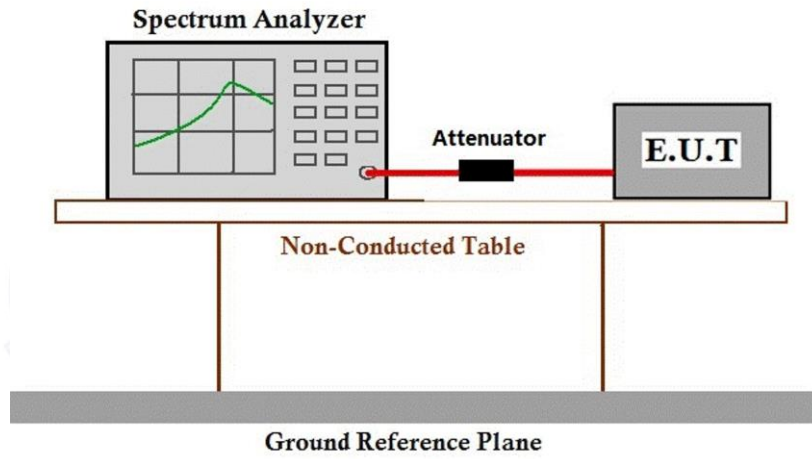 Spectrum Analyzer
Attenuator
E.U.T
Non-Conducted Table
Ground Reference Plane